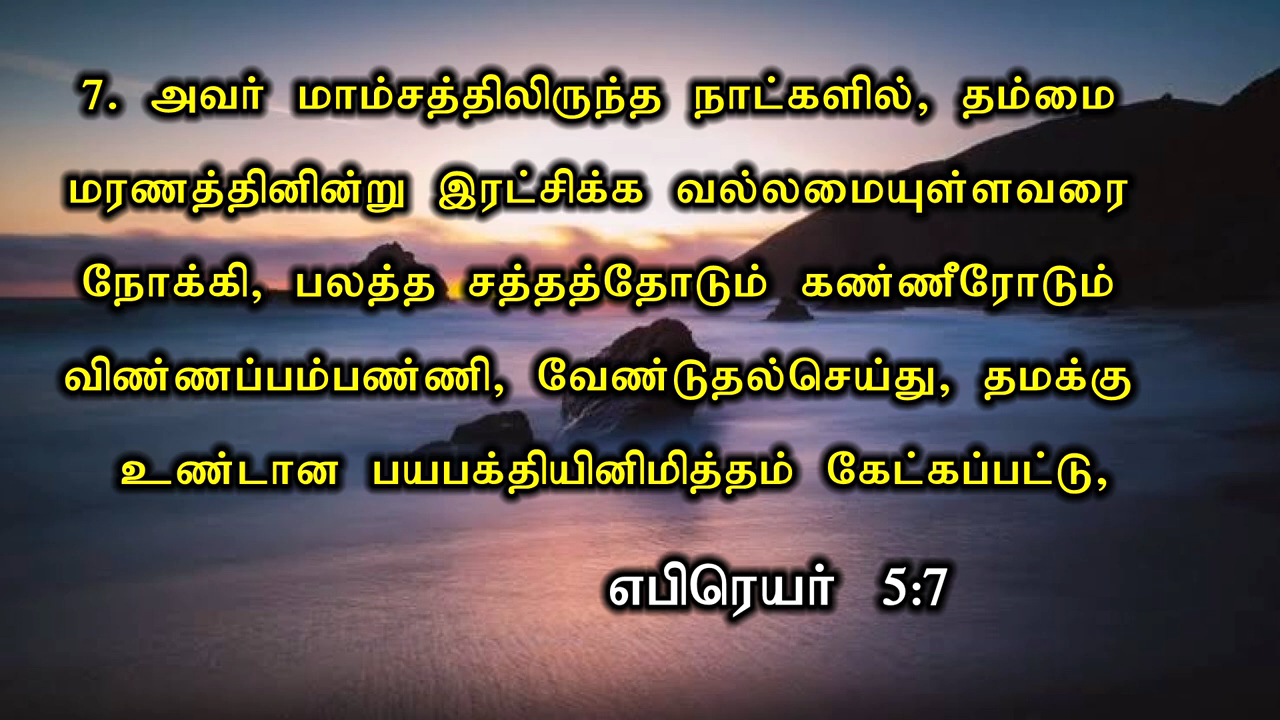 7. அவர் மாம்சத்திலிருந்த நாட்களில், தம்மை
மரணத்தினின்று இரட்சிக்க வல்லமையுள்ளவரை
நோக்கி, பலத்த சத்தத்தோடும் கண்ணீரோடும்
விண்ணப்பம்பண்ணி, வேண்டுதல்செய்து, தமக்கு
உண்டான பயபக்தியினிமித்தம் கேட்கப்பட்டு,
எபிரெயர் 5:7